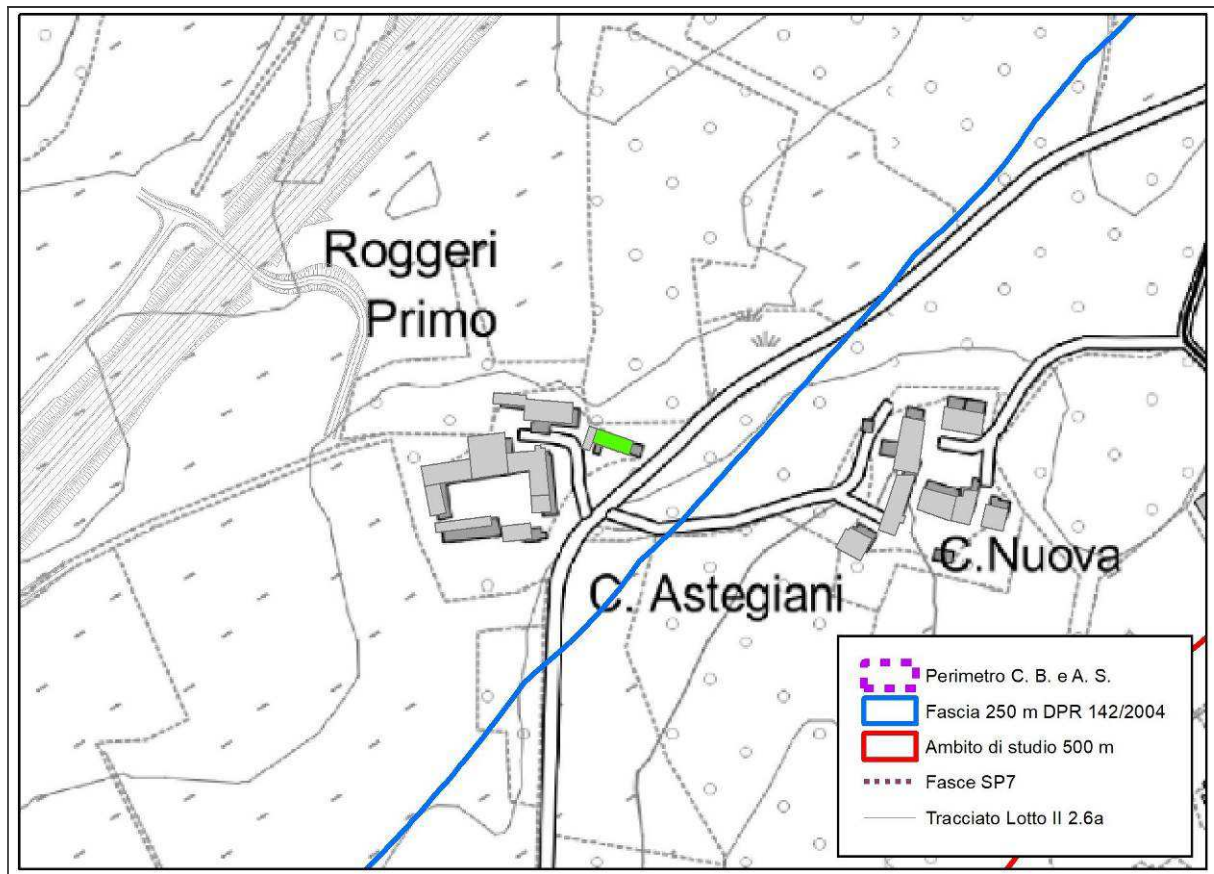 Roggeri
Primo
C. Astegiani
C.Nuova
Perimetro C. B. e A. S.
Fascia 250 m DPR 142/2004
Ambito di studio 500 m
Fasce SP7
Tracciato Lotto II 2.6a